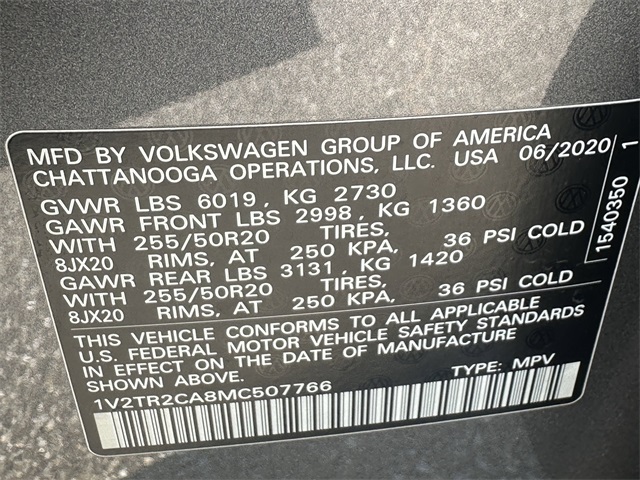 MFD BY VOLKSWAGEN GROUP OF AMERICA
CHATTANOOGA OPERATIONS, LLC. USA 06/2020
GVWR LBS 6019, KG 2730
GAWR FRONT LBS 2998, KG 1360
WITH 255/50R20 TIRES,
8JX20 RIMS, AT 250 KPA, 36 PSI COLD
GAWR REAR LBS 3131, KG 1420
WITH 255/50R20 TIRES,
8JX20 RIMS, AT 250 KPA, 36 PSI COLD
THIS VEHICLE CONFORMS TO ALL APPLICABLE
U.S. FEDERAL MOTOR VEHICLE SAFETY STANDARDS
IN EFFECT ON THE DATE OF MANUFACTURE
1V2TR2CA8MC507766 TYPE: MPV
1540350 1